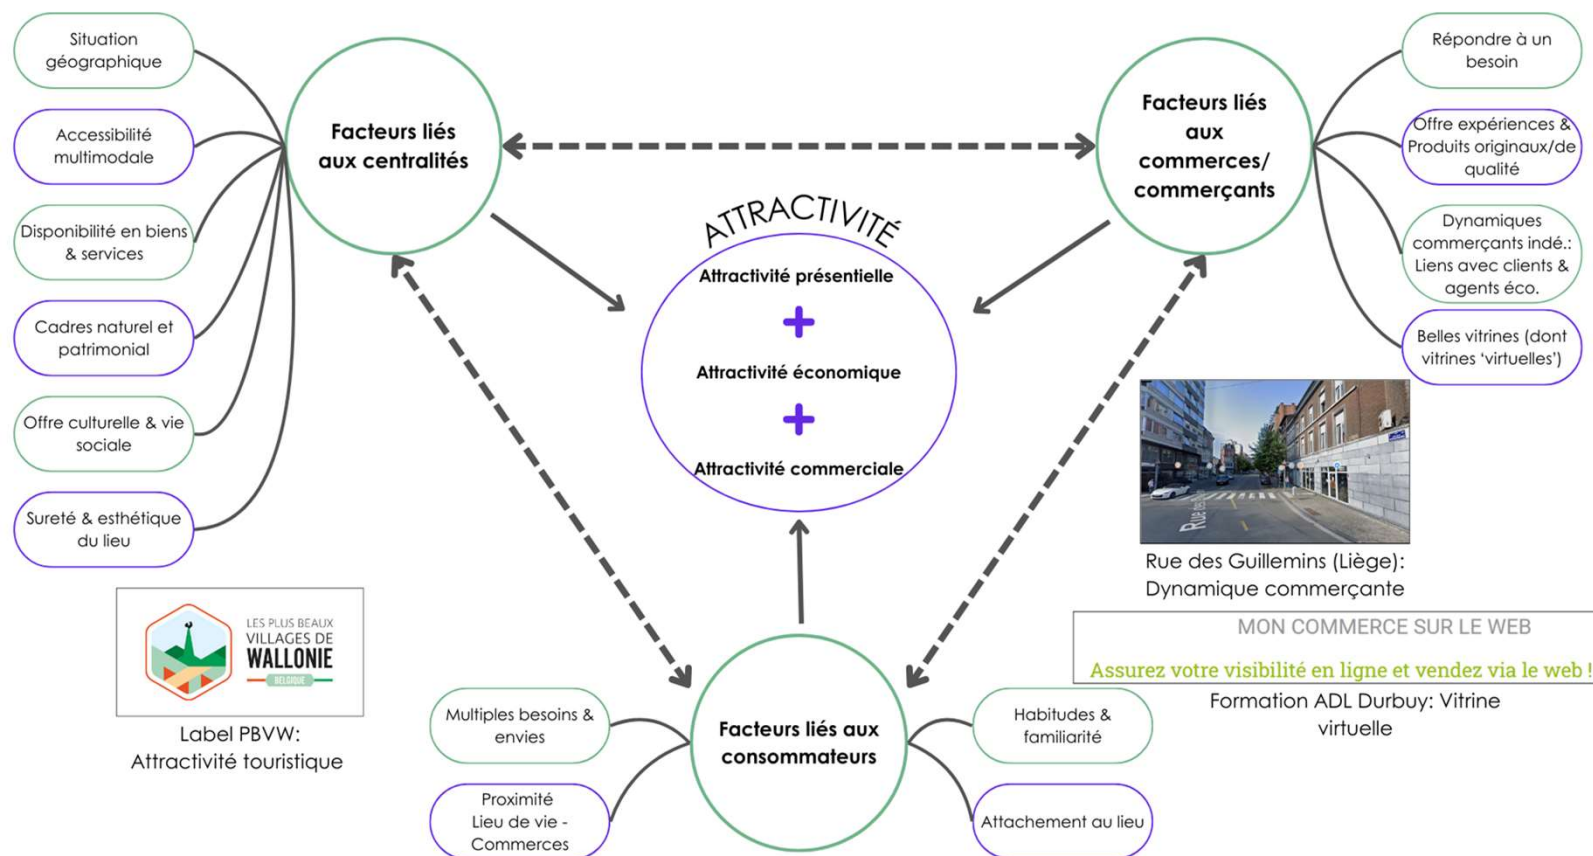 Situation
géographique
Accessibilité
multimodale
Disponibilité en biens
& services
Cadres naturel et
patrimonial
Offre culturelle & vie
sociale
Sureté & esthétique
du lieu
Facteurs liés
aux centralités
ATTRACTIVITÉ
Attractivité présentielle
Attractivité économique
Attractivité commerciale
Facteurs liés
aux
commerces/
commerçants
Répondre à un
besoin
Offre expériences &
Produits originaux/de
qualité
Dynamiques
commerçants indé.:
Liens avec clients &
agents éco.
Belles vitrines (dont
vitrines ‘virtuelles’)
Rue des
Rue des Guillemins (Liège):
Dynamique commerçante
MON COMMERCE SUR LE WEB
Assurez votre visibilité en ligne et vendez via le web !
Formation ADL Durbuy: Vitrine
virtuelle
LES PLUS BEAUX
VILLAGES DE
WALLONIE
BELGIQUE
Label PBVW:
Attractivité touristique
Multiples besoins &
envies
Proximité
Lieu de vie -
Commerces
Facteurs liés aux
consommateurs
Habitudes &
familiarité
Attachement au lieu